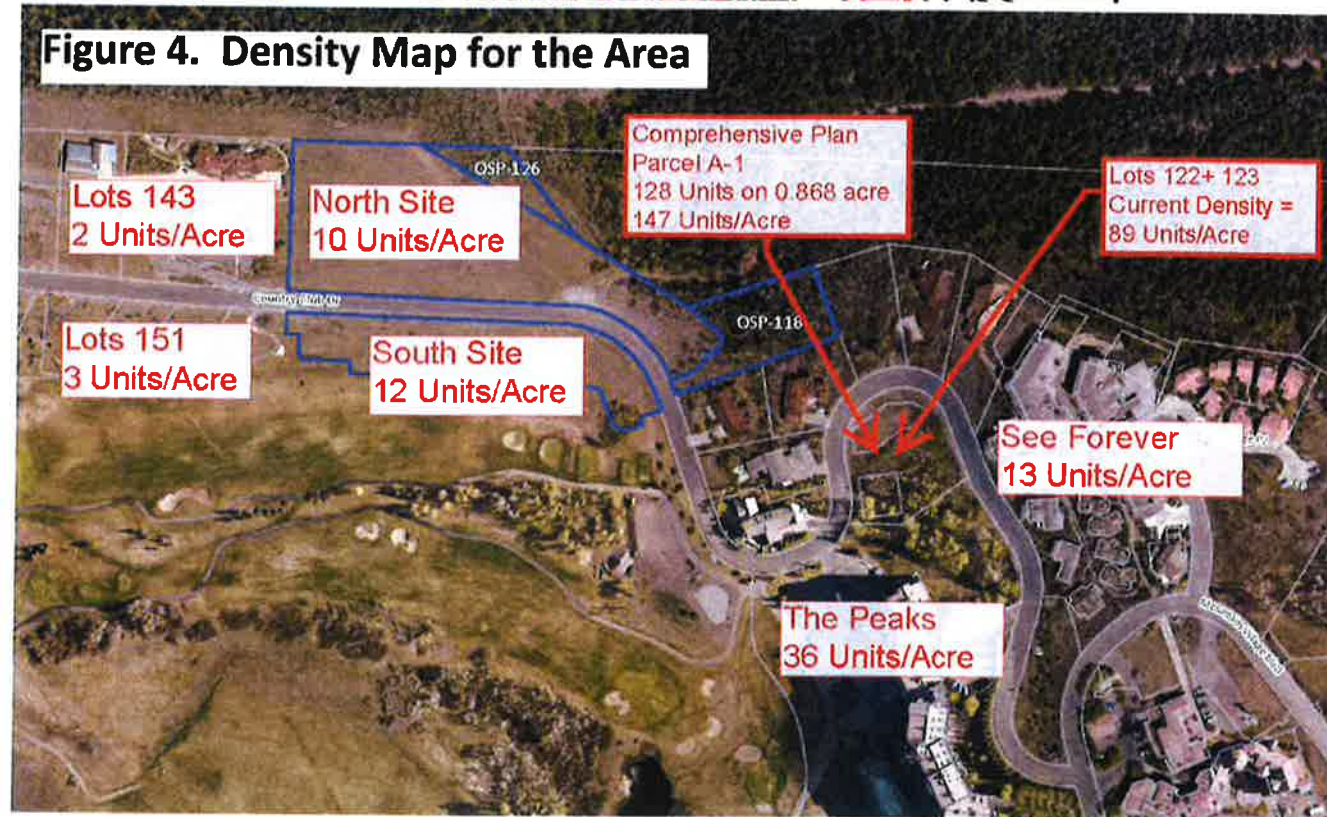 Figure 4. Density Map for the Area
Comprehensive Plan
Parcel A-1
128 Units on 0.868 acre
147 Units/Acre
Lots 122+ 123
Current Density =
89 Units/Acre
OSP-126
Lots 143
2 Units/Acre
North Site
10 Units/Acre
OSP-118
Lots 151
3 Units/Acre
South Site
12 Units/Acre
See Forever
13 Units/Acre
The Peaks
36 Units/Acre
Mountain Village Blvd